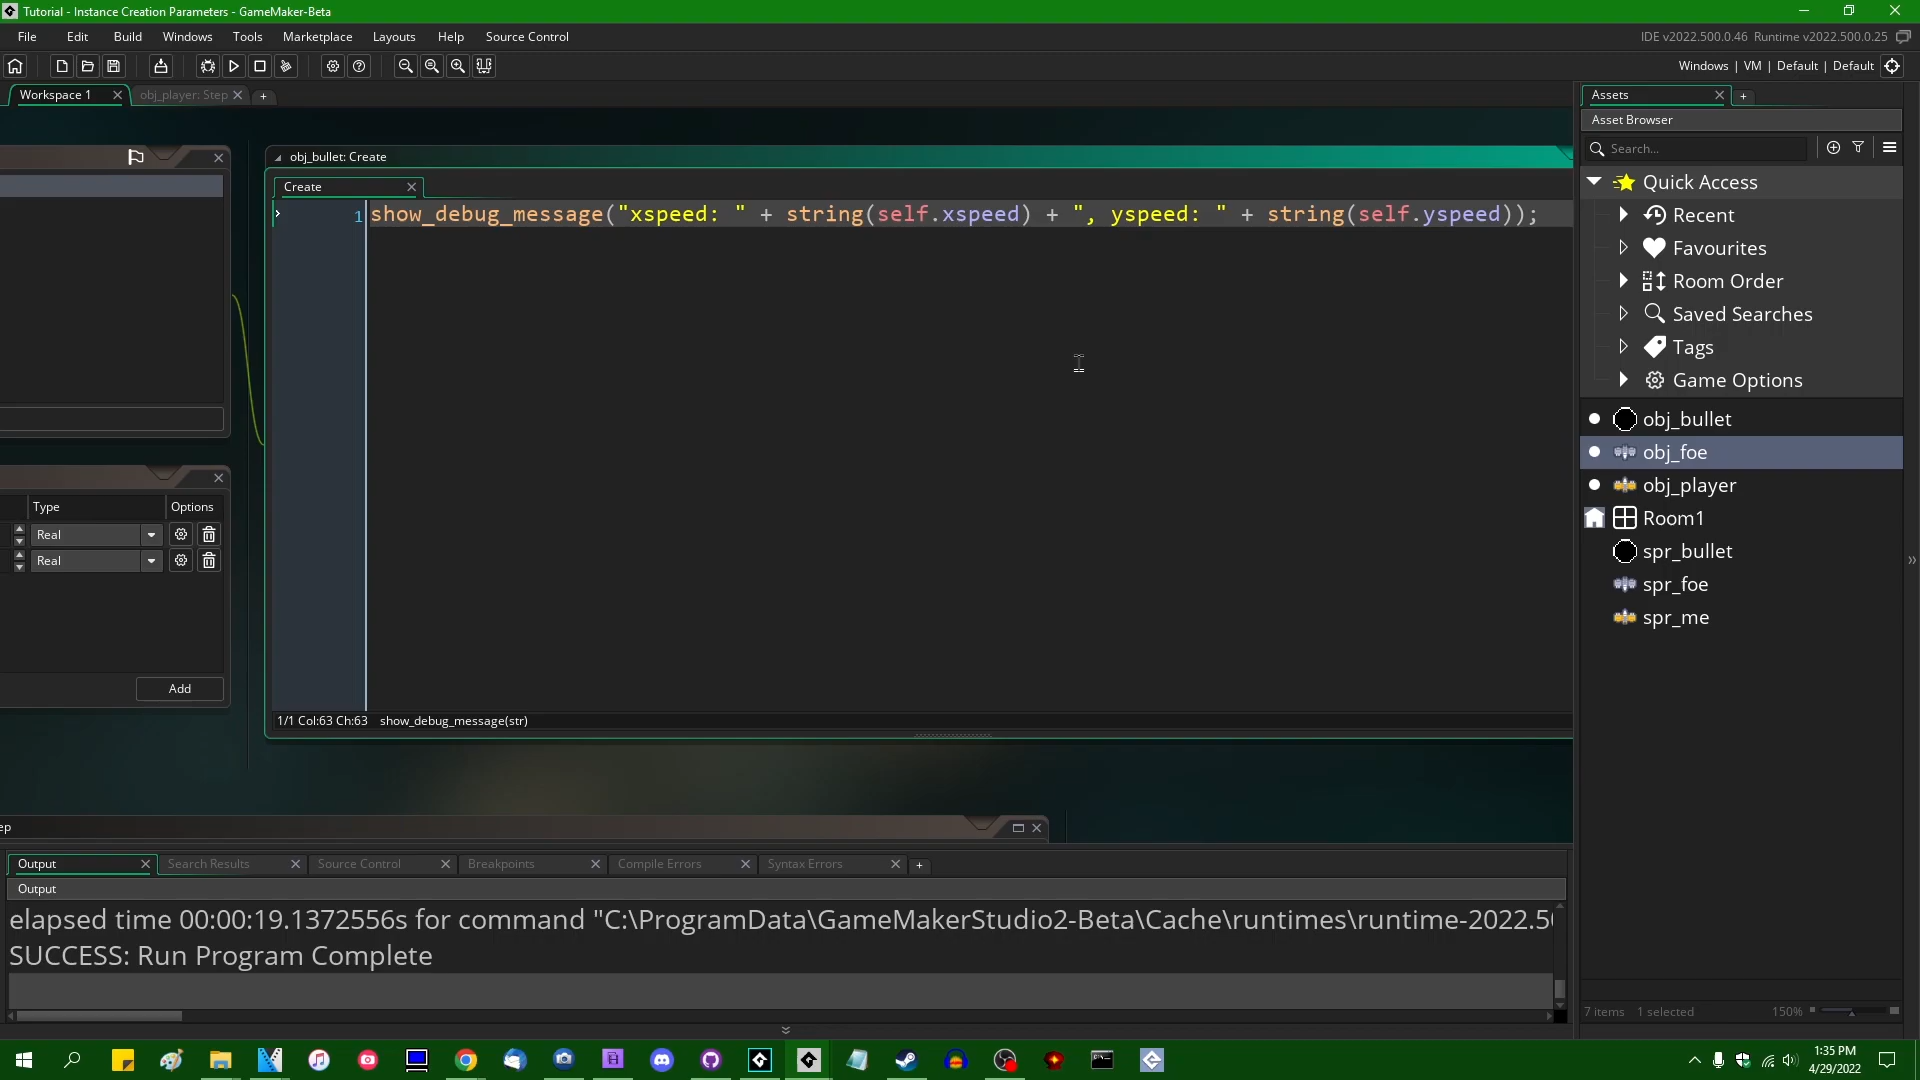 Tutorial - Instance Creation Parameters - GameMaker-Beta
File Edit Build Windows Tools Marketplace Layouts Help Source Control
IDE v2022.500.0.46 Runtime v2022.500.0.25
Windows | VM | Default | Default
Workspace 1
obj_player: Step
Assets
Asset Browser
Search...
Quick Access
Recent
Favourites
Room Order
Saved Searches
Tags
Game Options
obj_bullet
obj_foe
obj_player
Room1
spr_bullet
spr_foe
spr_me
7 items 1 selected
150%
obj_bullet: Create
Create
1 show_debug_message("xspeed: " + string(self.xspeed) + ", yspeed: " + string(self.yspeed));
1/1 Col:63 Ch:63 show_debug_message(str)
Type Options
Real
Real
Add
ep
Output Search Results Source Control Breakpoints Compile Errors Syntax Errors
Output
elapsed time 00:00:19.1372556s for command "C:\ProgramData\GameMakerStudio2-Beta\Cache\runtimes\runtime-2022.50
SUCCESS: Run Program Complete
1:35 PM
4/29/2022